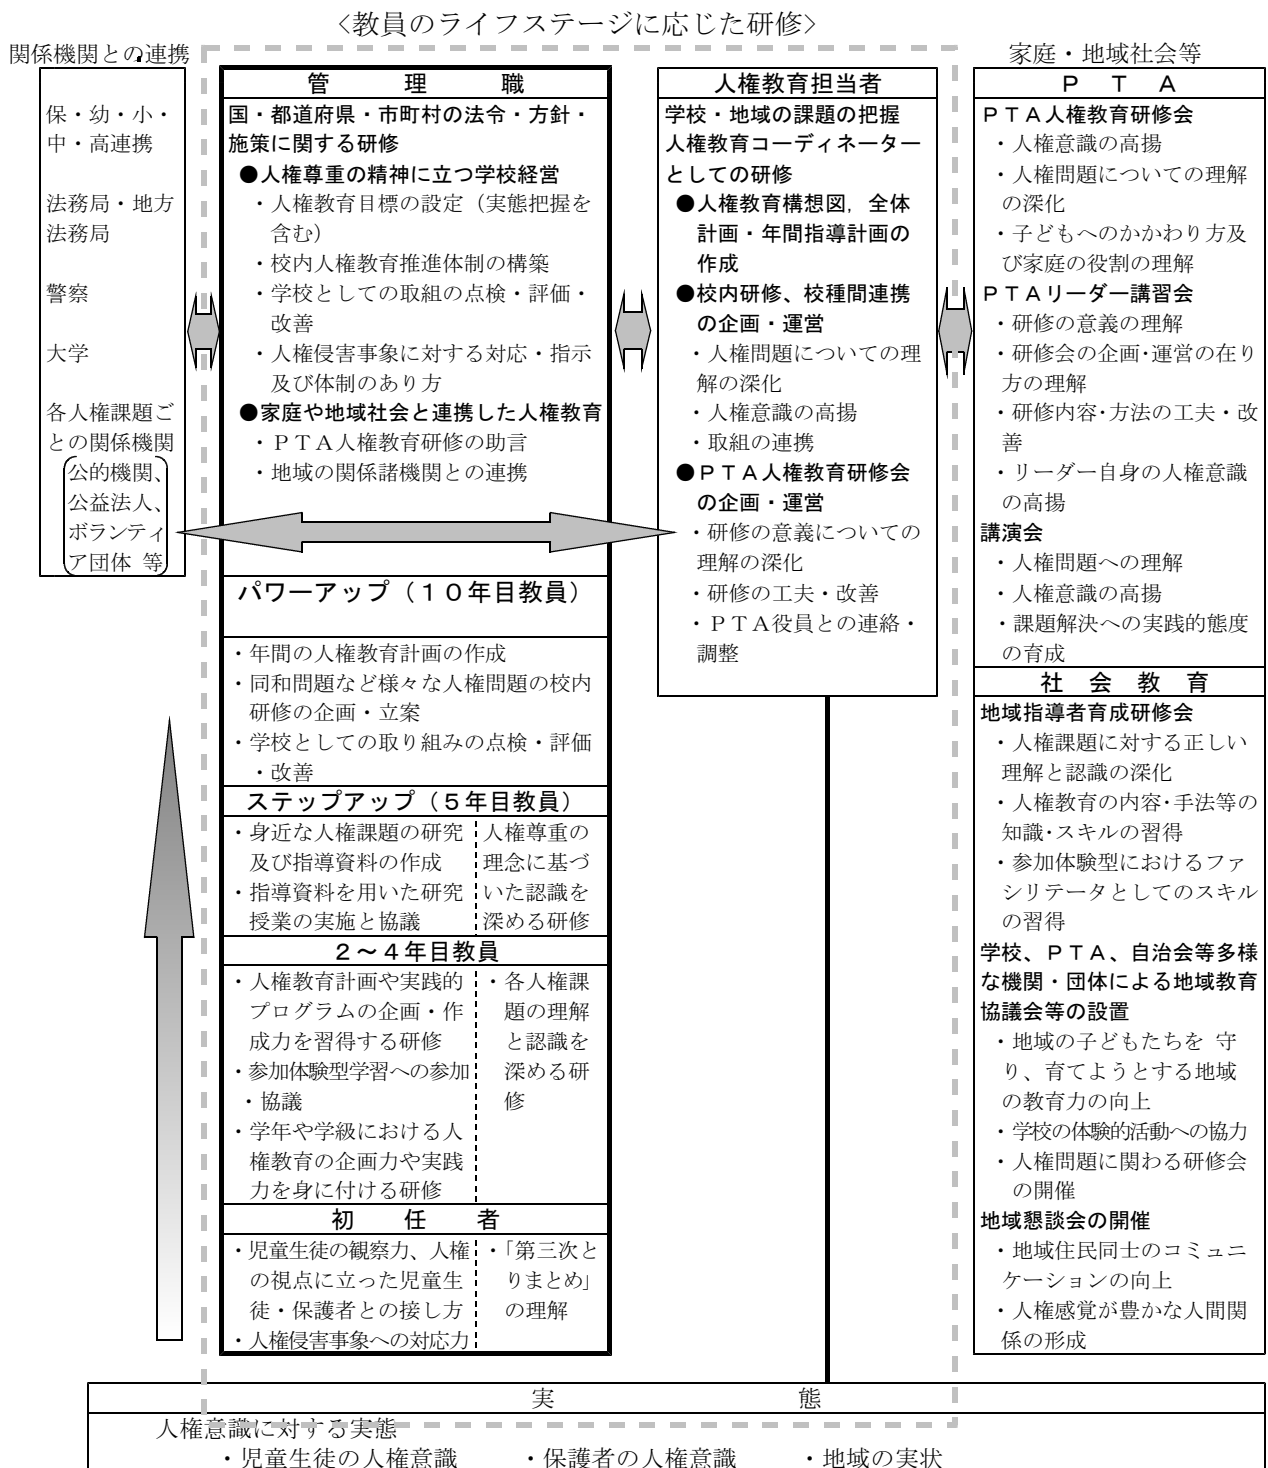 <教員のライフステージに応じた研修>
関係機関との連携
保・幼・小・
中・高連携
法務局・地方
法務局
警察
大学
各人権課題ご
との関係機関
公的機関、
公益法人、
ボランティ
ア団体 等
管 理 職
国・都道府県・市町村の法令・方針・
施策に関する研修
●人権尊重の精神に立つ学校経営
・人権教育目標の設定（実態把握を
含む）
・校内人権教育推進体制の構築
・学校としての取組の点検・評価・
改善
・人権侵害事象に対する対応・指示
及び体制のあり方
●家庭や地域社会と連携した人権教育
・ＰＴＡ人権教育研修の助言
・地域の関係諸機関との連携
パワーアップ（１０年目教員）
・年間の人権教育計画の作成
・同和問題など様々な人権問題の校内
研修の企画・立案
・学校としての取り組みの点検・評価
・改善
ステップアップ（５年目教員）
・身近な人権課題の研究
及び指導資料の作成
・指導資料を用いた研究
授業の実施と協議
人権尊重の
理念に基づ
いた認識を
深める研修
２～４年目教員
・人権教育計画や実践的
プログラムの企画・作
成力を習得する研修
・参加体験型学習への参加
・協議
・学年や学級における人
権教育の企画力や実践
力を身に付ける研修
・各人権課
題の理解
と認識を
深める研
修
初 任 者
・児童生徒の観察力、人権
の視点に立った児童生
徒・保護者との接し方
・人権侵害事象への対応力
・「第三次と
りまとめ」
の理解
人権教育担当者
学校・地域の課題の把握
人権教育コーディネーター
としての研修
●人権教育構想図，全体
計画・年間指導計画の
作成
●校内研修、校種間連携
の企画・運営
・人権問題についての理
解の深化
・人権意識の高揚
・取組の連携
●ＰＴＡ人権教育研修会
の企画・運営
・研修の意義についての
理解の深化
・研修の工夫・改善
・ＰＴＡ役員との連絡・
調整
家庭・地域社会等
Ｐ Ｔ Ａ
ＰＴＡ人権教育研修会
・人権意識の高揚
・人権問題についての理解
の深化
・子どもへのかかわり方及
び家庭の役割の理解
ＰＴＡリーダー講習会
・研修の意義の理解
・研修会の企画・運営の在り
方の理解
・研修内容・方法の工夫・改
善
・リーダー自身の人権意識
の高揚
講演会
・人権問題への理解
・人権意識の高揚
・課題解決への実践的態度
の育成
社 会 教 育
地域指導者育成研修会
・人権課題に対する正しい
理解と認識の深化
・人権教育の内容・手法等の
知識・スキルの習得
・参加体験型におけるファ
シリテータとしてのスキル
の習得
学校、ＰＴＡ、自治会等多様
な機関・団体による地域教育
協議会等の設置
・地域の子どもたちを 守
り、育てようとする地域
の教育力の向上
・学校の体験的活動への協力
・人権問題に関わる研修会
の開催
地域懇談会の開催
・地域住民同士のコミュニ
ケーションの向上
・人権感覚が豊かな人間関
係の形成
実 態
人権意識に対する実態
・児童生徒の人権意識 ・保護者の人権意識 ・地域の実状